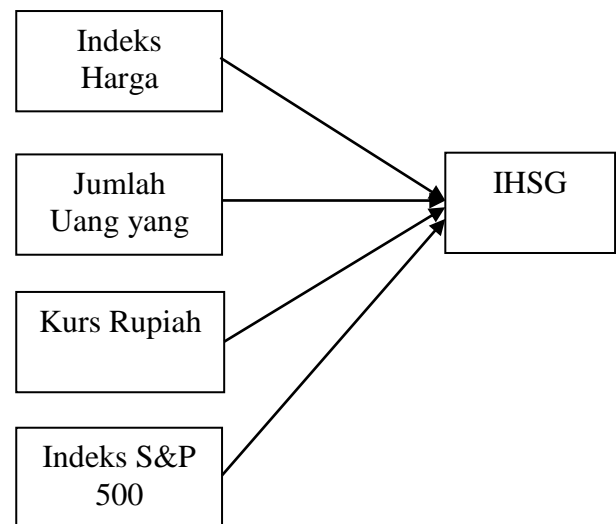 Indeks
Harga
Jumlah
Uang yang
IHSG
Kurs Rupiah
Indeks S&P
500